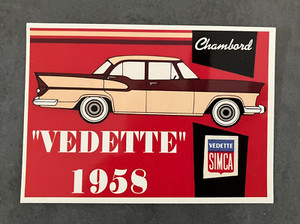 Chambord
"VEDETTE"
1958
VEDETTE
SIMCA